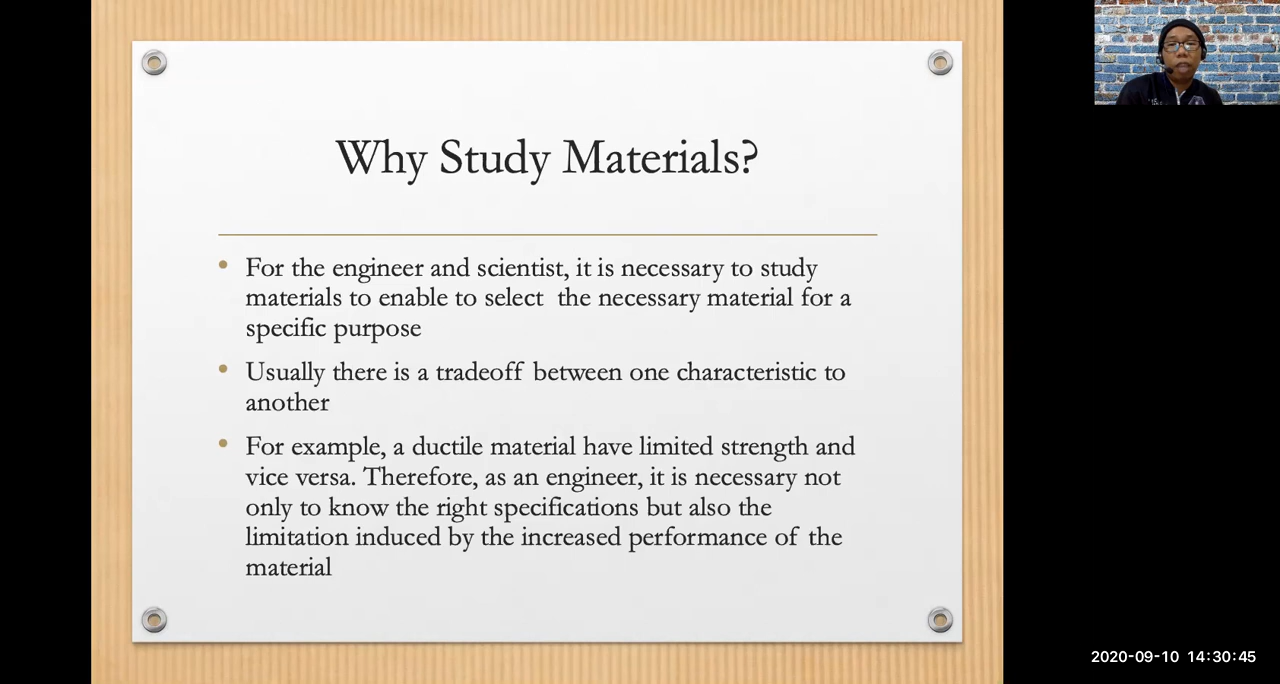 Why Study Materials?
• For the engineer and scientist, it is necessary to study
materials to enable to select  the necessary material for a
specific purpose
• Usually there is a tradeoff between one characteristic to
another
• For example, a ductile material have limited strength and
vice versa. Therefore, as an engineer, it is necessary not
only to know the right specifications but also the
limitation induced by the increased performance of the
material
2020-09-10 14:30:45